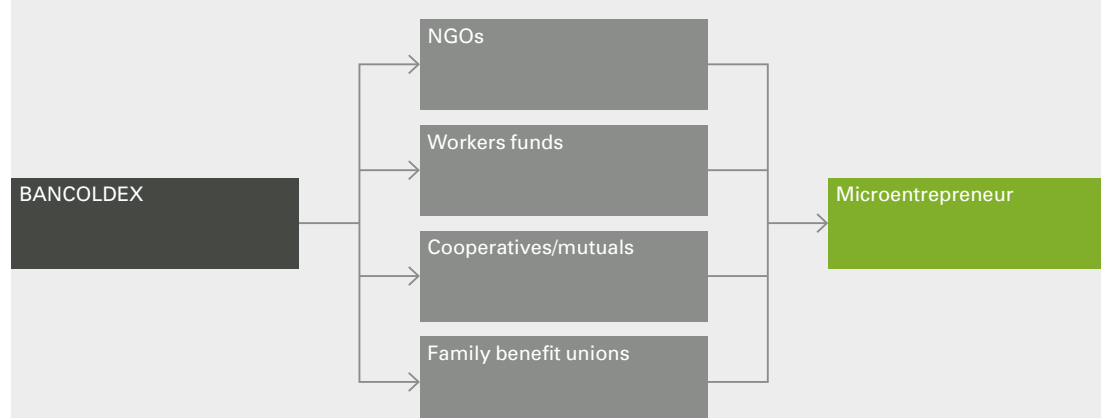 NGOs
Workers funds
BANCOLDEX
Microentrepreneur
Cooperatives/mutuals
Family benefit unions